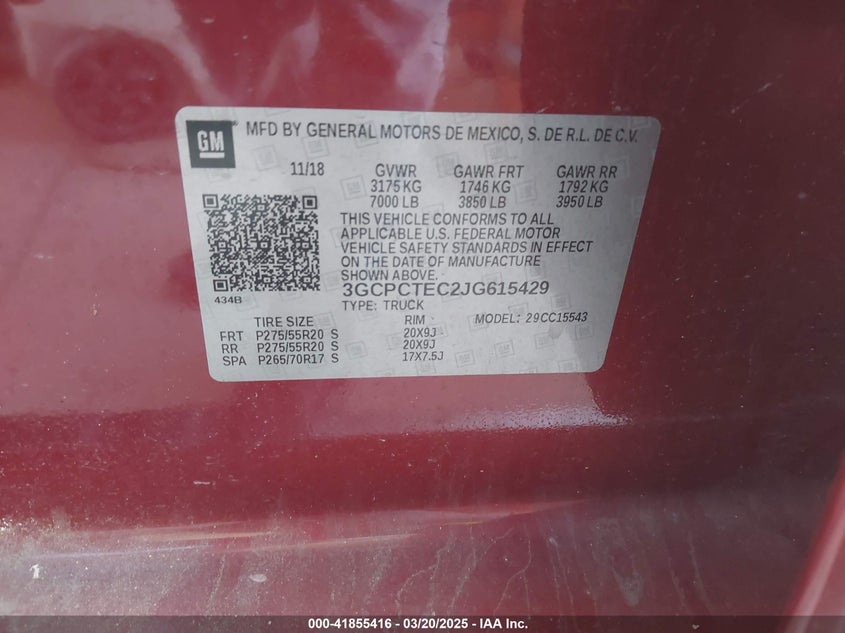 GM MFD BY GENERAL MOTORS DE MEXICO, S. DE R.L. DE C.V.
11/18 GVWR GAWR FRT GAWR RR
3175 KG 1746 KG 1792 KG
7000 LB 3850 LB 3950 LB
THIS VEHICLE CONFORMS TO ALL
APPLICABLE U.S. FEDERAL MOTOR
VEHICLE SAFETY STANDARDS IN EFFECT
ON THE DATE OF MANUFACTURE
SHOWN ABOVE.
434B 3GCPCTEC2JG615429
TYPE: TRUCK
TIRE SIZE RIM MODEL: 29CC15543
FRT P275/55R20 S 20X9J
RR P275/55R20 S 20X9J
SPA P265/70R17 S 17X7.5J
000-41855416 - 03/20/2025 - IAA Inc.